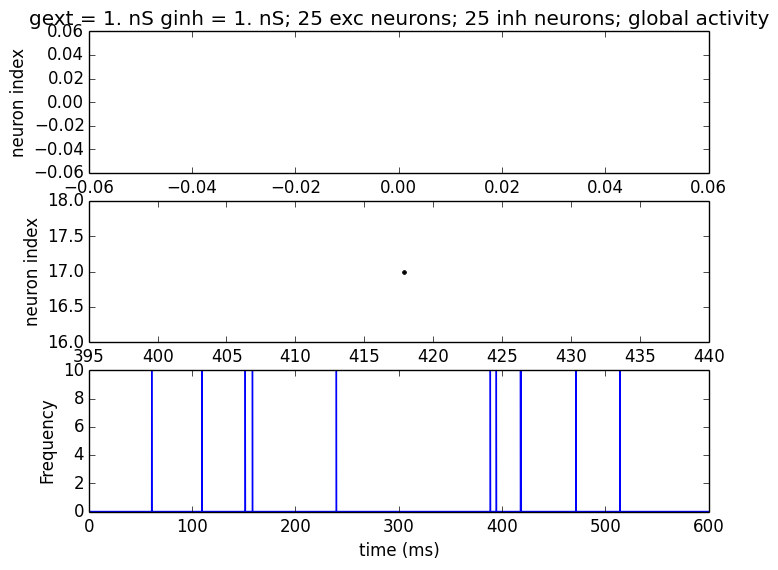 gext = 1. nS ginh = 1. nS; 25 exc neurons; 25 inh neurons; global activity
neuron index
0.06
0.04
0.02
0.00
−0.02
−0.04
−0.06
−0.06 −0.04 −0.02 0.00 0.02 0.04 0.06
neuron index
18.0
17.5
17.0
16.5
16.0
395 400 405 410 415 420 425 430 435 440
Frequency
10
8
6
4
2
0
0 100 200 300 400 500 600
time (ms)